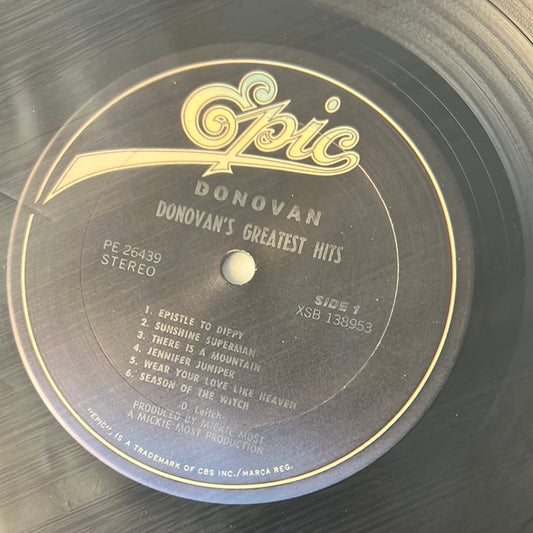 Epic
DONOVAN
DONOVAN'S GREATEST HITS
PE 26439
STEREO
SIDE 1
XSB 138953
1. EPISTLE TO DIPPY
2. SUNSHINE SUPERMAN
3. THERE IS A MOUNTAIN
4. JENNIFER JUNIPER
5. WEAR YOUR LOVE LIKE HEAVEN
6. SEASON OF THE WITCH
-D. Leitch-
PRODUCED BY MICKIE MOST
A MICKIE MOST PRODUCTION
"EPIC", IS A TRADEMARK OF CBS INC./MARCA REG.